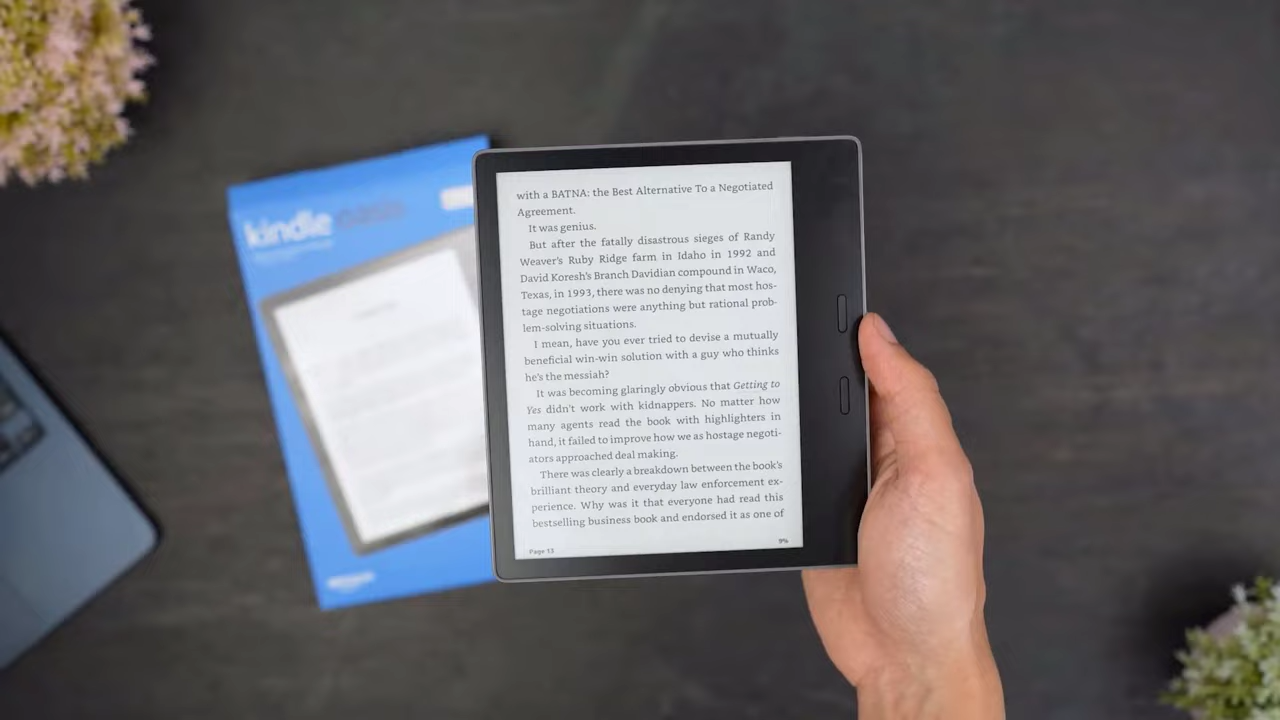 kindle
with a BATNA: the Best Alternative To a Negotiated
Agreement.
It was genius.
But after the fatally disastrous sieges of Randy
Weaver's Ruby Ridge farm in Idaho in 1992 and
David Koresh's Branch Davidian compound in Waco,
Texas, in 1993, there was no denying that most hos-
tage negotiations were anything but rational prob-
lem-solving situations.
I mean, have you ever tried to devise a mutually
beneficial win-win solution with a guy who thinks
he's the messiah?
It was becoming glaringly obvious that Getting to
Yes didn't work with kidnappers. No matter how
many agents read the book with highlighters in
hand, it failed to improve how we as hostage negoti-
ators approached deal making.
There was clearly a breakdown between the book's
brilliant theory and everyday law enforcement ex-
perience. Why was it that everyone had read this
bestselling business book and endorsed it as one of
Page 13
9%